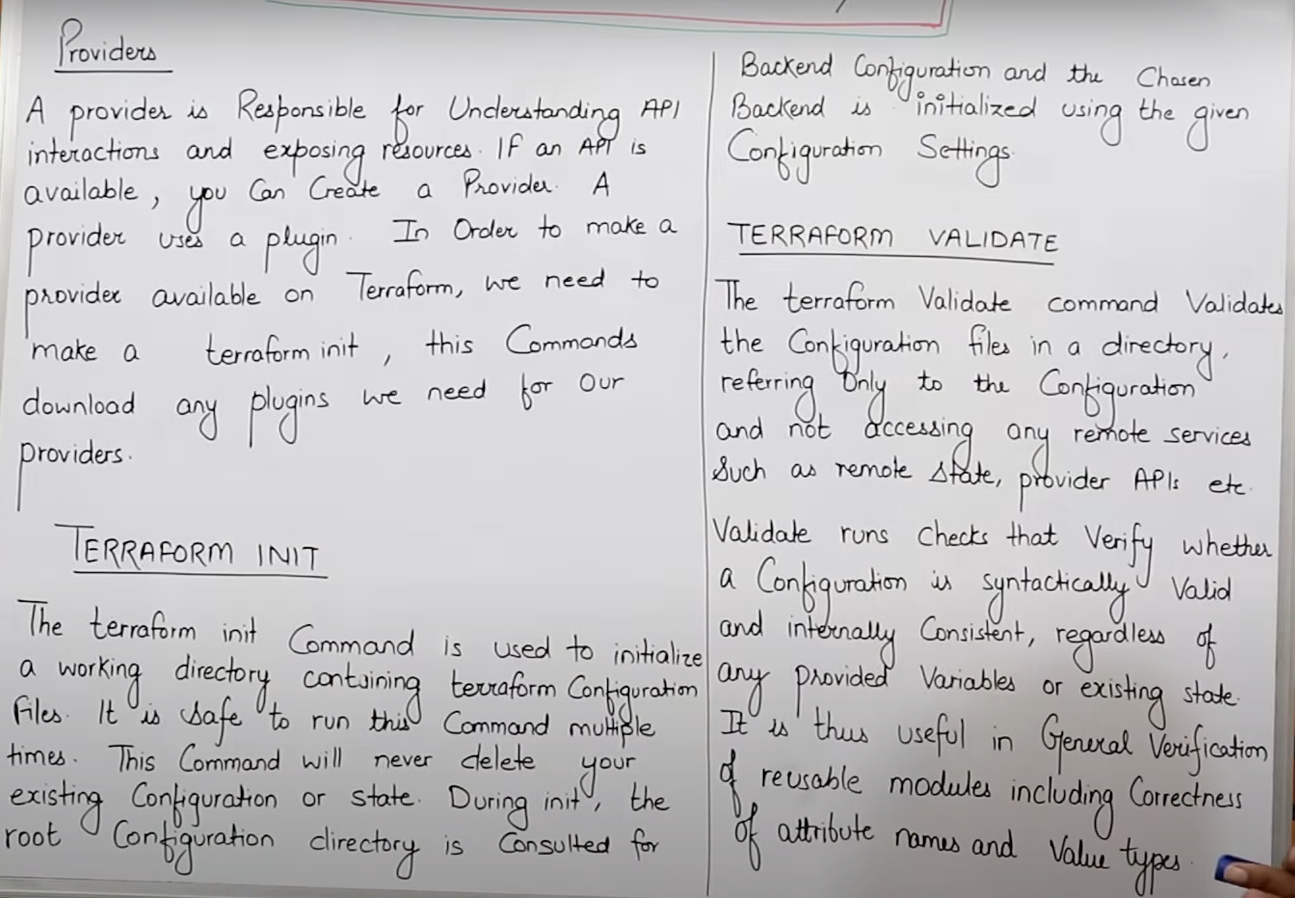 Providers
A provider is Responsible for Understanding API
interactions and exposing resources. If an API is
available, you Can Create a Provider. A
provider uses a plugin. In Order to make a
provider available on Terraform, we need to
make a terraform init, this Commands
download any plugins we need for Our
providers.
TERRAFORM INIT
The terraform init Command is used to initialize
a working directory containing terraform Configuration
files. It is Safe to run this Command multiple
times. This Command will never delete your
existing Configuration or state. During init, the
root Configuration directory is Consulted for
Backend Configuration and the Chosen
Backend is initialized using the given
Configuration Settings.
TERRAFORM VALIDATE
The terraform Validate command Validates
the Configuration files in a directory,
referring Only to the Configuration
and not accessing any remote services
Such as remote state, provider APIs etc.
Validate runs Checks that Verify whether
a Configuration is syntactically Valid
and internally Consistent, regardless of
any provided Variables or existing state.
It is thus useful in General Verification
of reusable modules including Correctness
of attribute names and Value types.